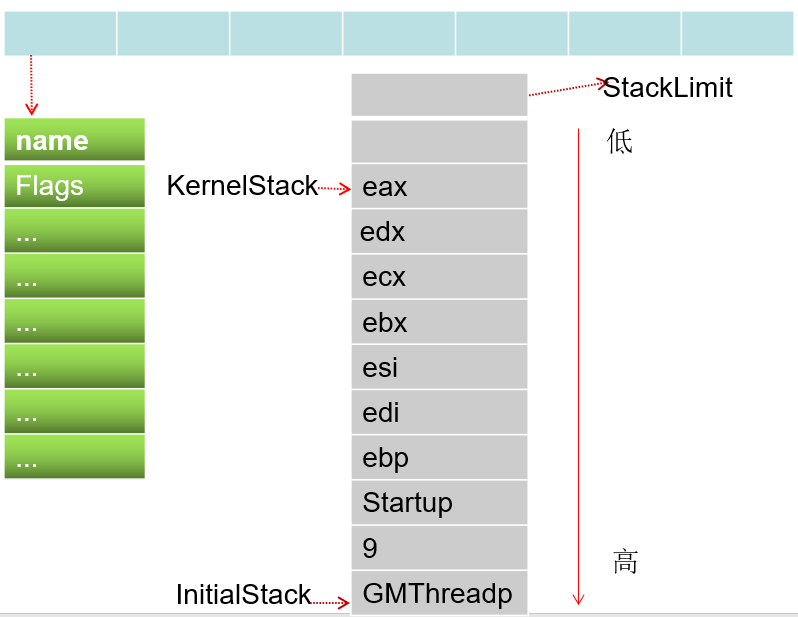 StackLimit
name
低
Flags
KernelStack
eax
...
edx
...
ecx
...
ebx
...
esi
...
edi
...
ebp
Startup
9
高
InitialStack
GMThreadp